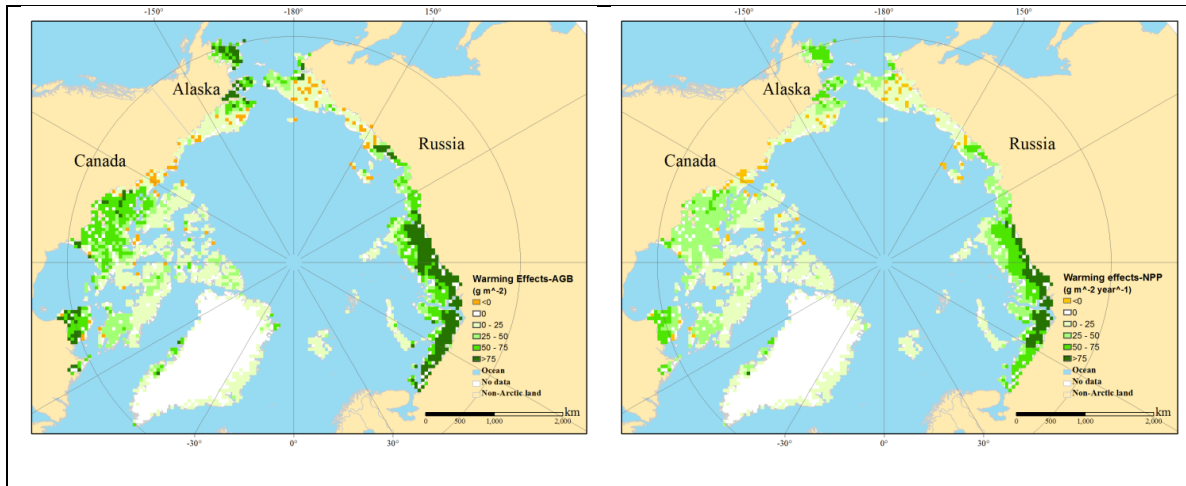 -150°
-180°
150°
Alaska
Canada
Russia
Warming Effects-AGB
(g m^-2)
<0
0
0 - 25
25 - 50
50 - 75
>75
Ocean
No data
Non-Arctic land
km
0 500 1,000 2,000
-30°
0°
30°
-150°
-180°
150°
Alaska
Canada
Russia
Warming effects-NPP
(g m^-2 year^-1)
<0
0
0 - 25
25 - 50
50 - 75
>75
Ocean
No data
Non-Arctic land
km
0 500 1,000 2,000
-30°
0°
30°